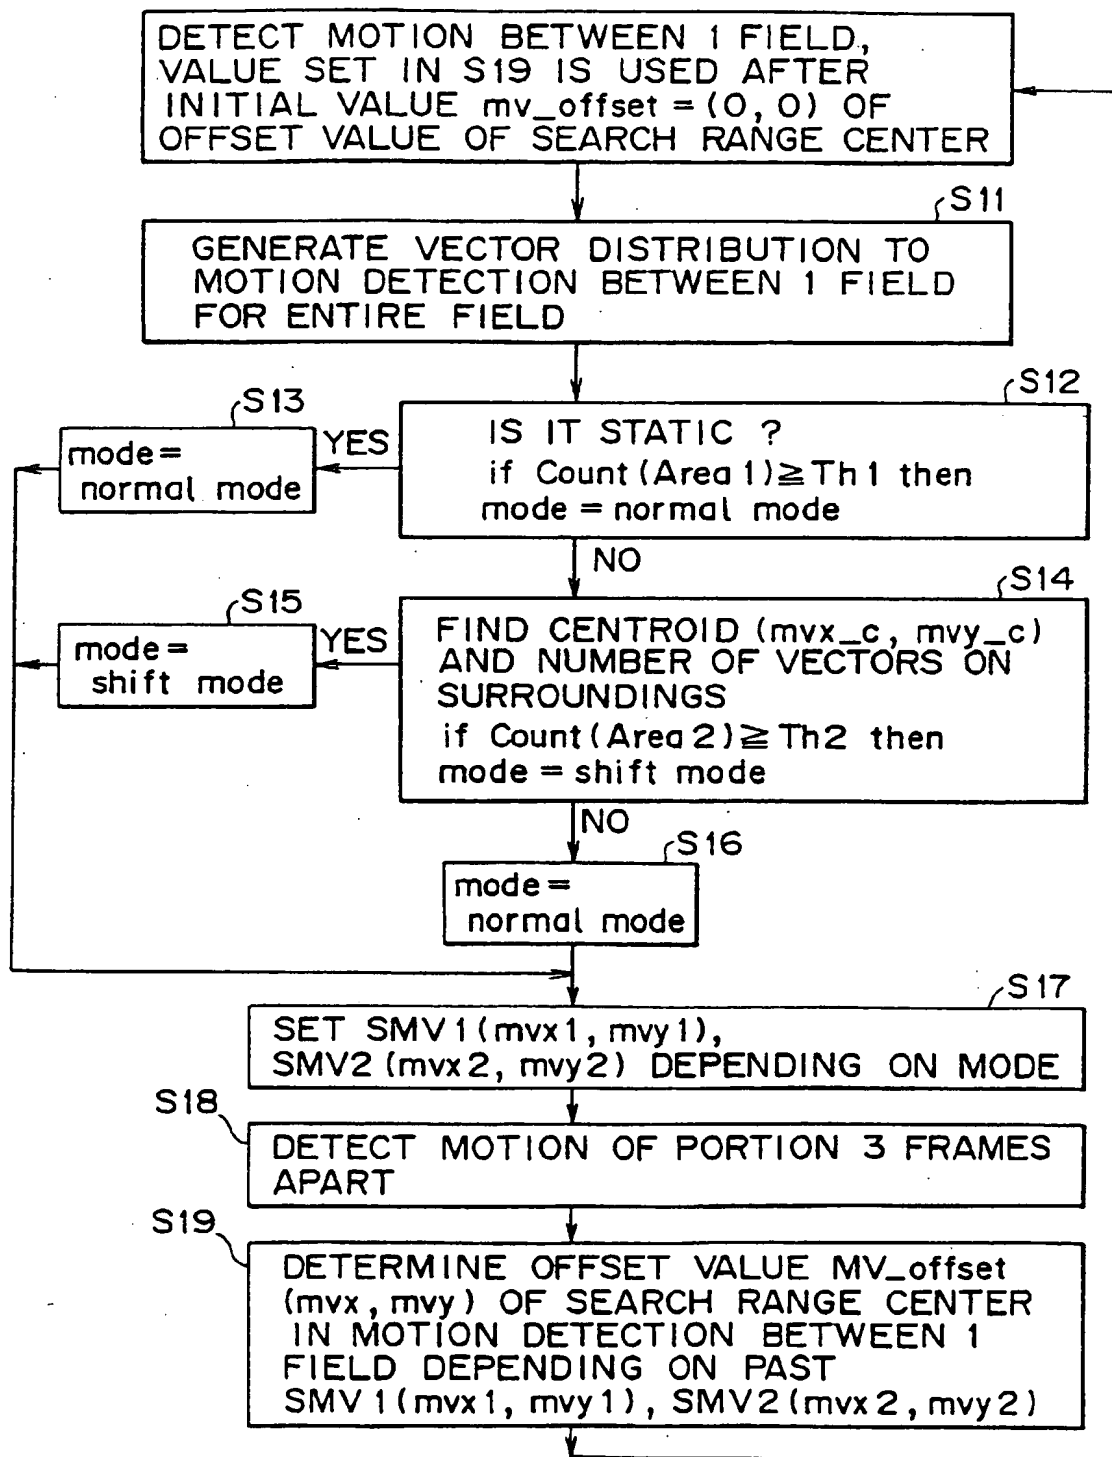 DETECT MOTION BETWEEN 1 FIELD,
VALUE SET IN S19 IS USED AFTER
INITIAL VALUE mv_offset = (0, 0) OF
OFFSET VALUE OF SEARCH RANGE CENTER
S11
GENERATE VECTOR DISTRIBUTION TO
MOTION DETECTION BETWEEN 1 FIELD
FOR ENTIRE FIELD
S12
IS IT STATIC ?
if Count (Area 1) ≧ Th 1 then
mode = normal mode
YES
S13
mode =
normal mode
NO
S14
FIND CENTROID (mvx_c, mvy_c)
AND NUMBER OF VECTORS ON
SURROUNDINGS
if Count (Area 2) ≧ Th2 then
mode = shift mode
YES
S15
mode =
shift mode
NO
S16
mode =
normal mode
S17
SET SMV1 (mvx1, mvy1),
SMV2 (mvx2, mvy2) DEPENDING ON MODE
S18
DETECT MOTION OF PORTION 3 FRAMES
APART
S19
DETERMINE OFFSET VALUE MV_offset
(mvx, mvy) OF SEARCH RANGE CENTER
IN MOTION DETECTION BETWEEN 1
FIELD DEPENDING ON PAST
SMV1 (mvx1, mvy1), SMV2 (mvx2, mvy2)